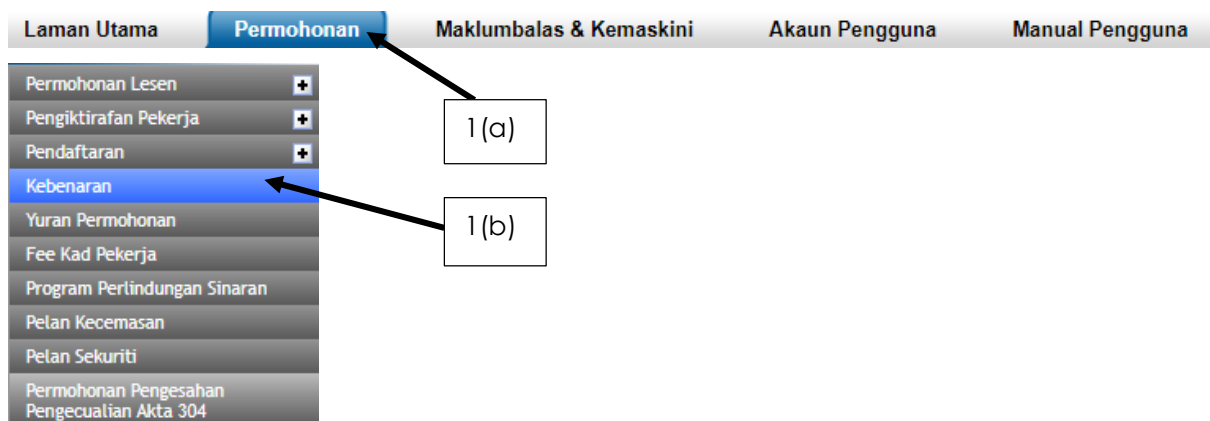 Laman Utama Permohonan Maklumbalas & Kemaskini Akaun Pengguna Manual Pengguna
Permohonan Lesen
Pengiktirafan Pekerja
Pendaftaran
Kebenaran
Yuran Permohonan
Fee Kad Pekerja
Program Perlindungan Sinaran
Pelan Kecemasan
Pelan Sekuriti
Permohonan Pengesahan
Pengecualian Akta 304
1(a)
1(b)